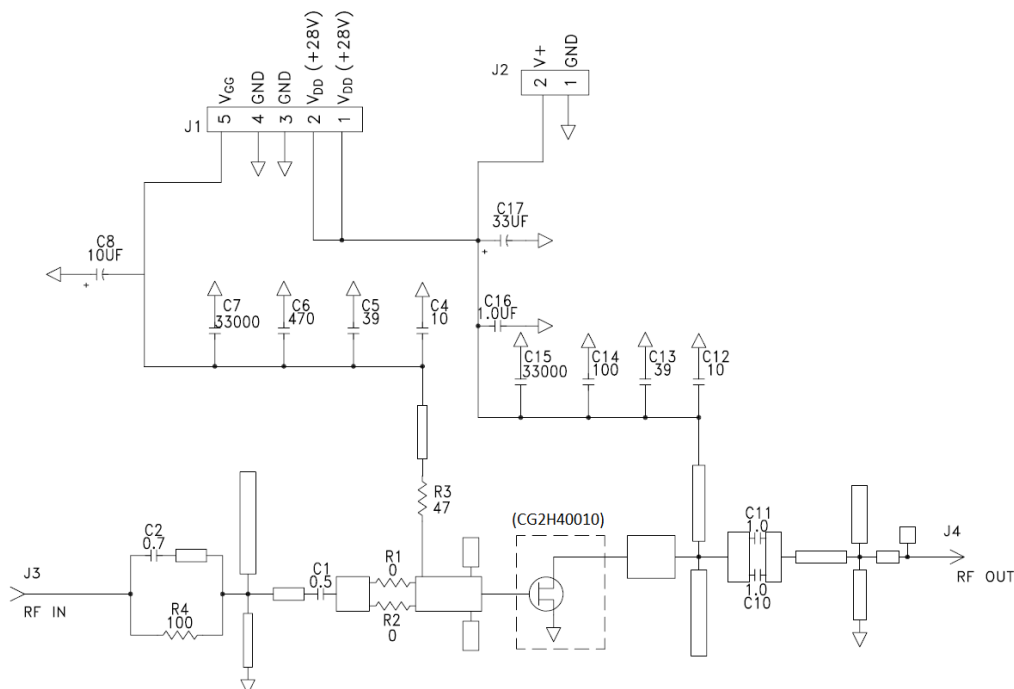 VGG
GND
GND
VDD (+28V)
VDD (+28V)
J1
5
4
3
2
1
V+
GND
J2
2
1
C17
33UF
+
C8
10UF
+
C16
1.0UF
C7
33000
C6
470
C5
39
C4
10
C15
33000
C14
100
C13
39
C12
10
R3
47
(CG2H40010)
J3
RF IN
C2
0.7
R4
100
C1
0.5
R1
0
R2
0
C11
1.0
1.0
C10
J4
RF OUT